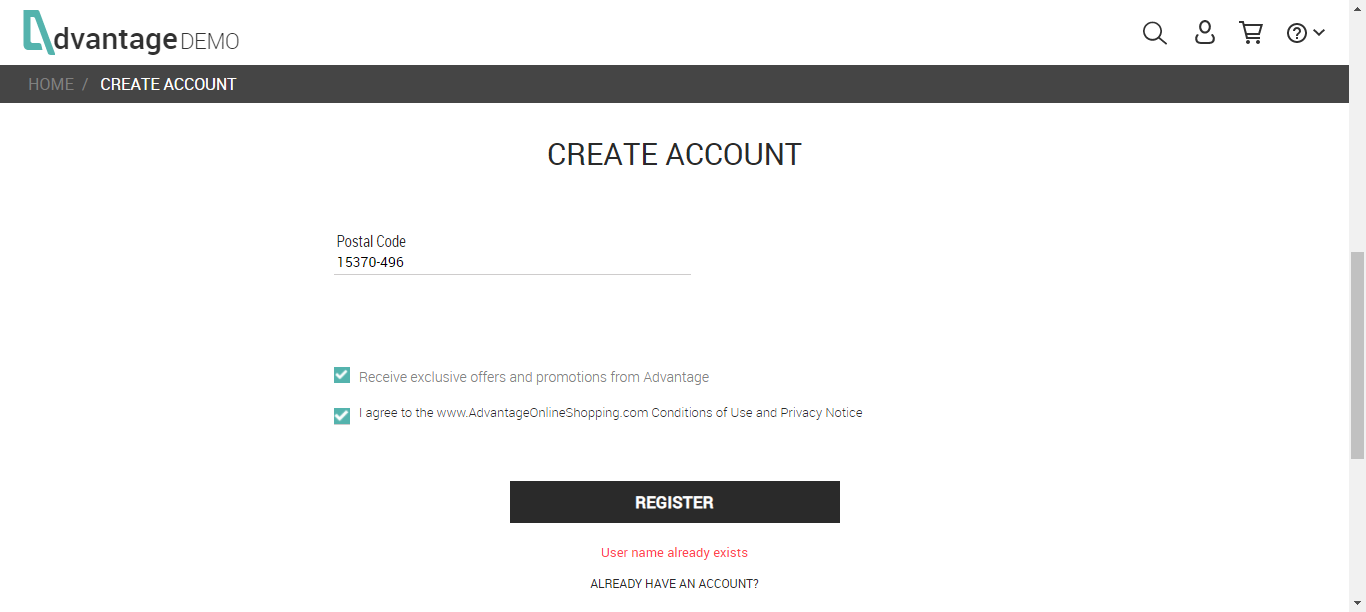 dvantage DEMO
HOME / CREATE ACCOUNT
CREATE ACCOUNT
Postal Code
15370-496
Receive exclusive offers and promotions from Advantage
I agree to the www.AdvantageOnlineShopping.com Conditions of Use and Privacy Notice
REGISTER
User name already exists
ALREADY HAVE AN ACCOUNT?